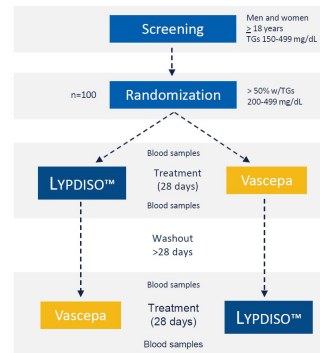 Screening
Men and women
≥ 18 years
TGs 150-499 mg/dL
n=100
Randomization
> 50% w/TGs
200-499 mg/dL
Blood samples
LYPDISO™
Treatment
(28 days)
Vascepa
Blood samples
Washout
>28 days
Blood samples
Vascepa
Treatment
(28 days)
LYPDISO™
Blood samples